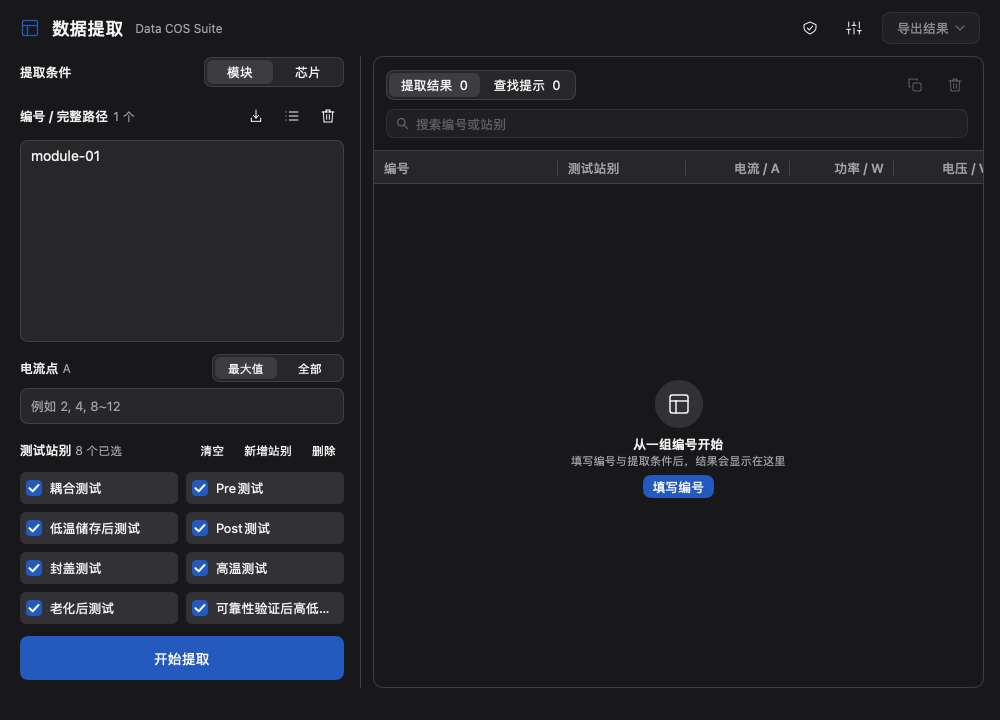 数据提取 Data COS Suite
导出结果
提取条件 模块 芯片
编号 / 完整路径 1 个
module-01
电流点 A 最大值 全部
例如 2, 4, 8~12
测试站别 8 个已选 清空 新增站别 删除
耦合测试 Pre测试
低温储存后测试 Post测试
封盖测试 高温测试
老化后测试 可靠性验证后高低...
开始提取
提取结果 0 查找提示 0
搜索编号或站别
编号 测试站别 电流 / A 功率 / W 电压 /
从一组编号开始
填写编号与提取条件后，结果会显示在这里
填写编号